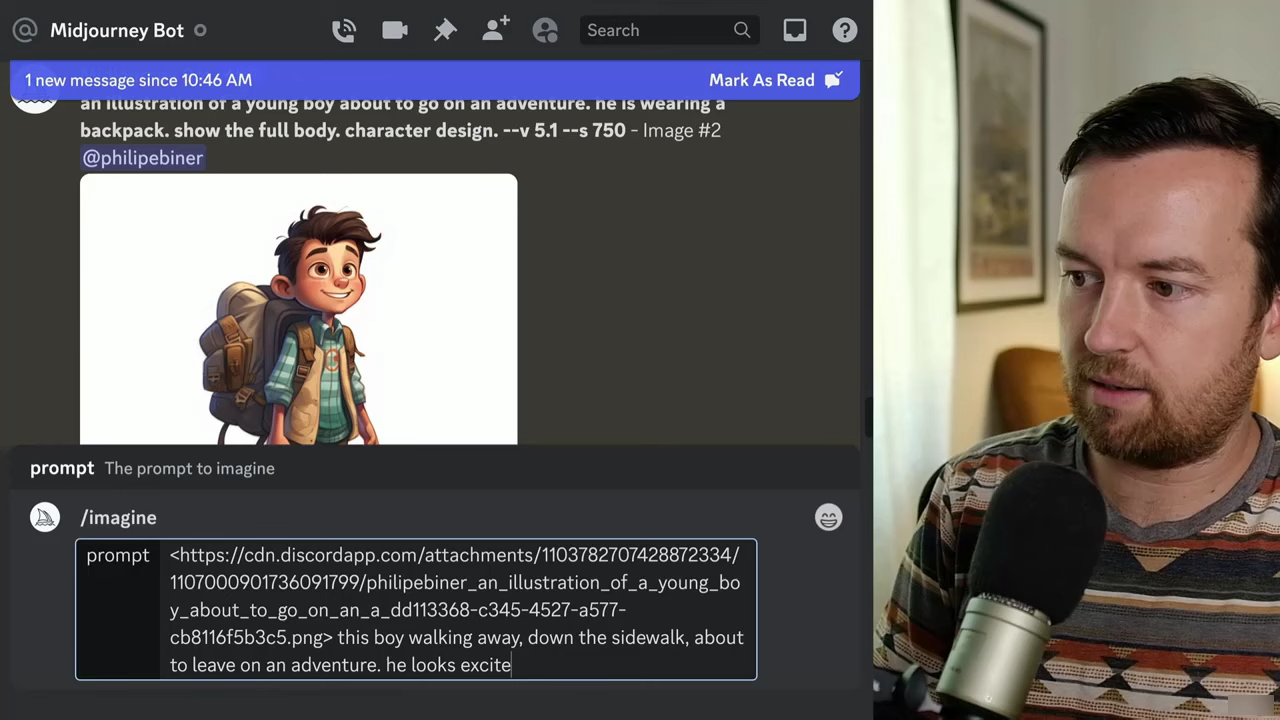 Midjourney Bot
Search
1 new message since 10:46 AM
Mark As Read
an illustration of a young boy about to go on an adventure. he is wearing a
backpack. show the full body. character design. --v 5.1 --s 750 - Image #2
@philipebiner
prompt The prompt to imagine
/imagine
prompt
<https://cdn.discordapp.com/attachments/1103782707428872334/
1107000901736091799/philipebiner_an_illustration_of_a_young_bo
y_about_to_go_on_an_a_dd113368-c345-4527-a577-
cb8116f5b3c5.png> this boy walking away, down the sidewalk, about
to leave on an adventure. he looks excite